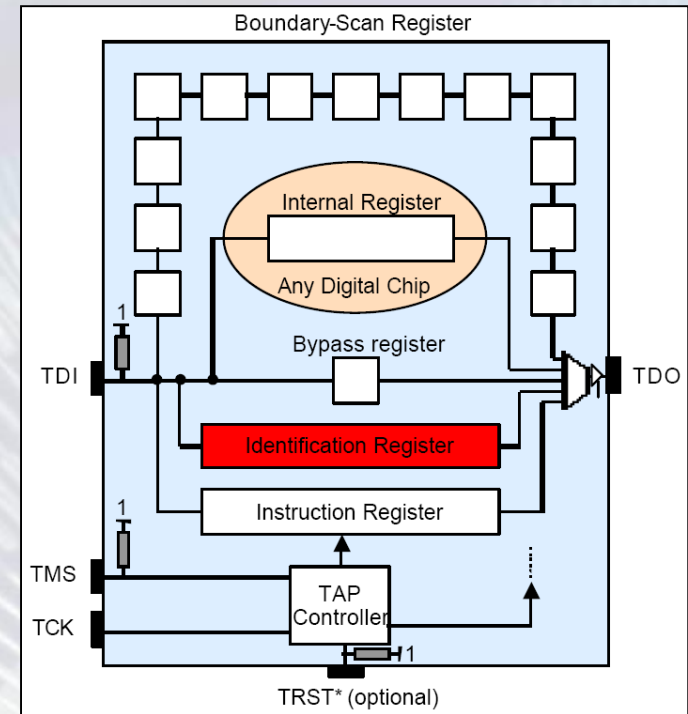 Boundary-Scan Register
Internal Register
Any Digital Chip
1
Bypass register
TDI
TDO
Identification Register
1
Instruction Register
TMS
TAP
Controller
TCK
1
TRST* (optional)